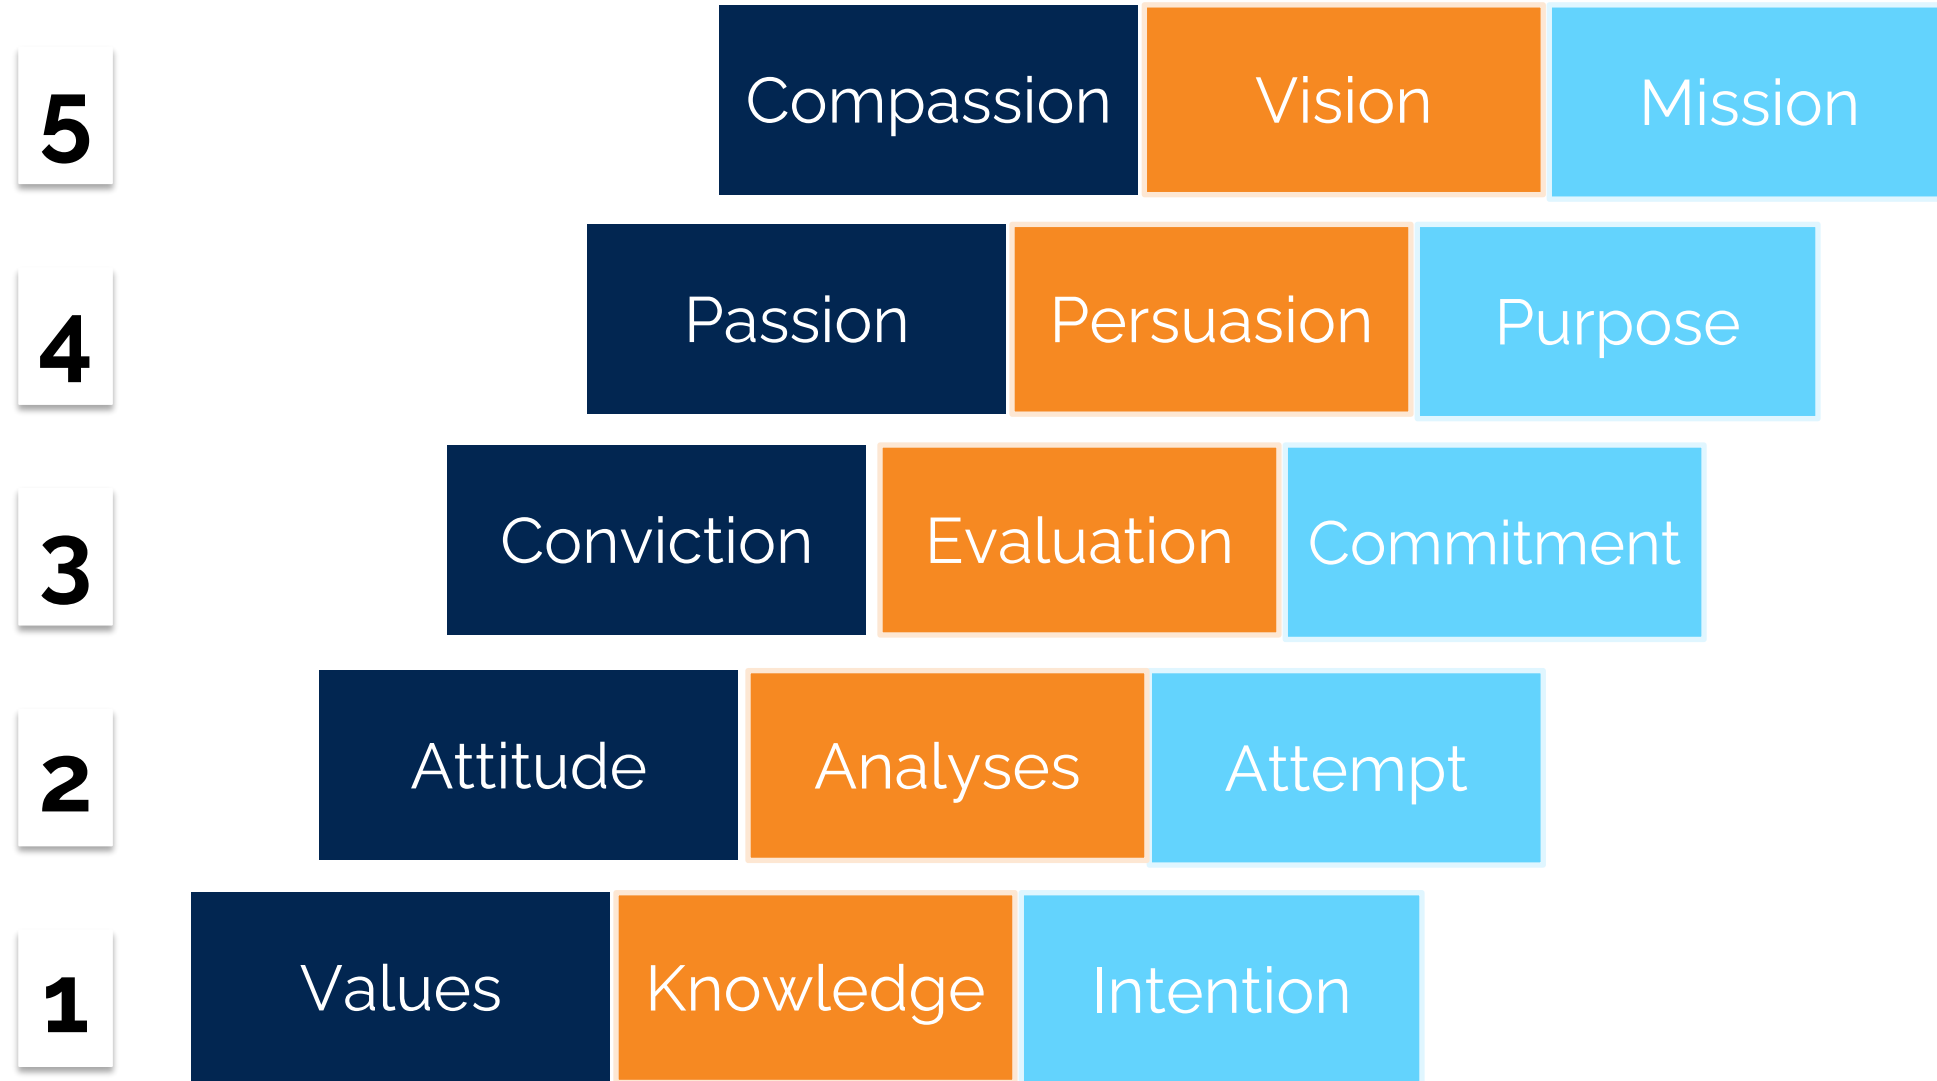 5 Compassion Vision Mission
4 Passion Persuasion Purpose
3 Conviction Evaluation Commitment
2 Attitude Analyses Attempt
1 Values Knowledge Intention